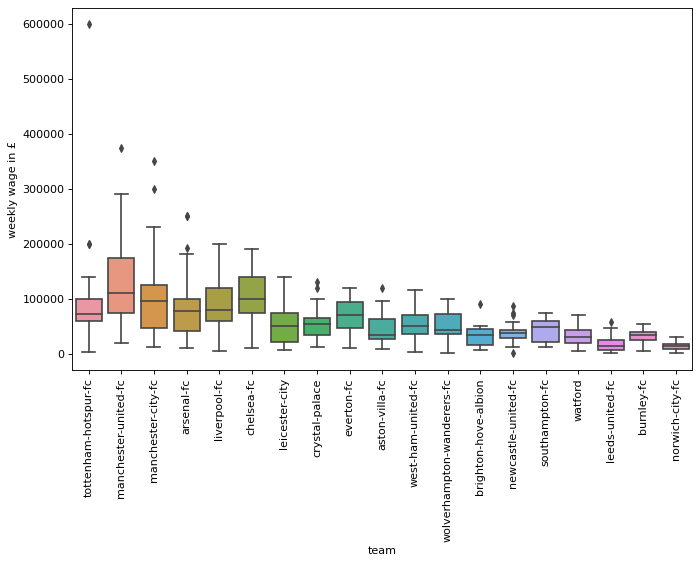 600000
500000
400000
300000
200000
100000
0
weekly wage in £
tottenham-hotspur-fc
manchester-united-fc
manchester-city-fc
arsenal-fc
liverpool-fc
chelsea-fc
leicester-city
crystal-palace
everton-fc
aston-villa-fc
west-ham-united-fc
wolverhampton-wanderers-fc
brighton-hove-albion
newcastle-united-fc
southampton-fc
watford
leeds-united-fc
burnley-fc
norwich-city-fc
team